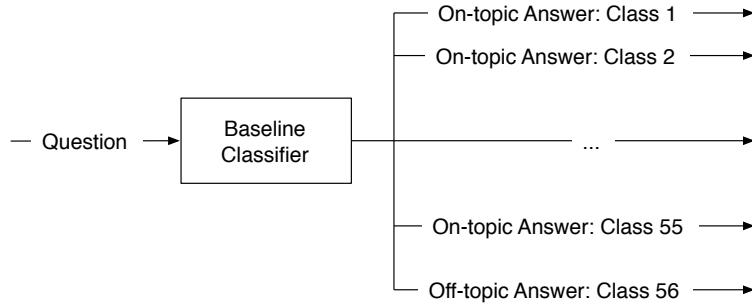 On-topic Answer: Class 1
On-topic Answer: Class 2
Question
Baseline
Classifier
...
On-topic Answer: Class 55
Off-topic Answer: Class 56